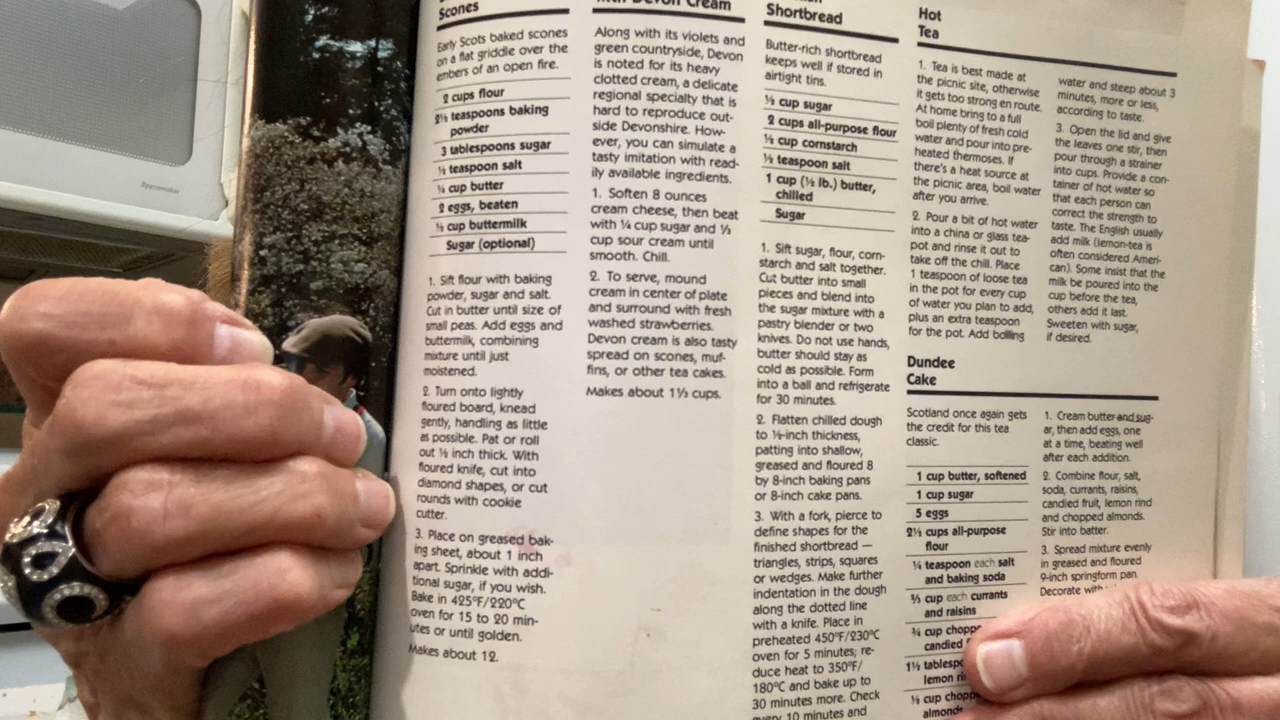 Spacemaker
Scones
Early Scots baked scones
on a flat griddle over the
embers of an open fire.
2 cups flour
2½ teaspoons baking
powder
3 tablespoons sugar
½ teaspoon salt
¼ cup butter
2 eggs, beaten
½ cup buttermilk
Sugar (optional)
1. Sift flour with baking
powder, sugar and salt.
Cut in butter until size of
small peas. Add eggs and
buttermilk, combining
mixture until just
moistened.
2. Turn onto lightly
floured board, knead
gently, handling as little
as possible. Pat or roll
out ½ inch thick. With
floured knife, cut into
diamond shapes, or cut
rounds with cookie
cutter.
3. Place on greased bak-
ing sheet, about 1 inch
apart. Sprinkle with addi-
tional sugar, if you wish.
Bake in 425°F/220°C
oven for 15 to 20 min-
utes or until golden.
Makes about 12.
with Devon Cream
Along with its violets and
green countryside, Devon
is noted for its heavy
clotted cream, a delicate
regional specialty that is
hard to reproduce out-
side Devonshire. How-
ever, you can simulate a
tasty imitation with read-
ily available ingredients.
1. Soften 8 ounces
cream cheese, then beat
with ¼ cup sugar and ⅓
cup sour cream until
smooth. Chill.
2. To serve, mound
cream in center of plate
and surround with fresh
washed strawberries.
Devon cream is also tasty
spread on scones, muf-
fins, or other tea cakes.
Makes about 1⅓ cups.
Shortbread
Butter-rich shortbread
keeps well if stored in
airtight tins.
½ cup sugar
2 cups all-purpose flour
½ cup cornstarch
½ teaspoon salt
1 cup (½ lb.) butter,
chilled
Sugar
1. Sift sugar, flour, corn-
starch and salt together.
Cut butter into small
pieces and blend into
the sugar mixture with a
pastry blender or two
knives. Do not use hands,
butter should stay as
cold as possible. Form
into a ball and refrigerate
for 30 minutes.
2. Flatten chilled dough
to ½-inch thickness,
patting into shallow,
greased and floured 8
by 8-inch baking pans
or 8-inch cake pans.
3. With a fork, pierce to
define shapes for the
finished shortbread —
triangles, strips, squares
or wedges. Make further
indentation in the dough
along the dotted line
with a knife. Place in
preheated 450°F/230°C
oven for 5 minutes; re-
duce heat to 350°F/
180°C and bake up to
30 minutes more. Check
every 10 minutes and
Hot
Tea
1. Tea is best made at
the picnic site, otherwise
it gets too strong en route.
At home bring to a full
boil plenty of fresh cold
water and pour into pre-
heated thermoses. If
there's a heat source at
the picnic area, boil water
after you arrive.
2. Pour a bit of hot water
into a china or glass tea-
pot and rinse it out to
take off the chill. Place
1 teaspoon of loose tea
in the pot for every cup
of water you plan to add,
plus an extra teaspoon
for the pot. Add boiling
water and steep about 3
minutes, more or less,
according to taste.
3. Open the lid and give
the leaves one stir, then
pour through a strainer
into cups. Provide a con-
tainer of hot water so
that each person can
correct the strength to
taste. The English usually
add milk (lemon-tea is
often considered Ameri-
can). Some insist that the
milk be poured into the
cup before the tea,
others add it last.
Sweeten with sugar,
if desired.
Dundee
Cake
Scotland once again gets
the credit for this tea
classic.
1 cup butter, softened
1 cup sugar
5 eggs
2½ cups all-purpose
flour
¼ teaspoon each salt
and baking soda
⅔ cup each currants
and raisins
¾ cup
candied
1½
lemon
½ cup
1. Cream butter and sug-
ar, then add eggs, one
at a time, beating well
after each addition.
2. Combine flour, salt,
soda, currants, raisins,
candied fruit, lemon rind
and chopped almonds.
Stir into batter.
3. Spread mixture evenly
in greased and floured
9-inch springform pan.
Decorate with